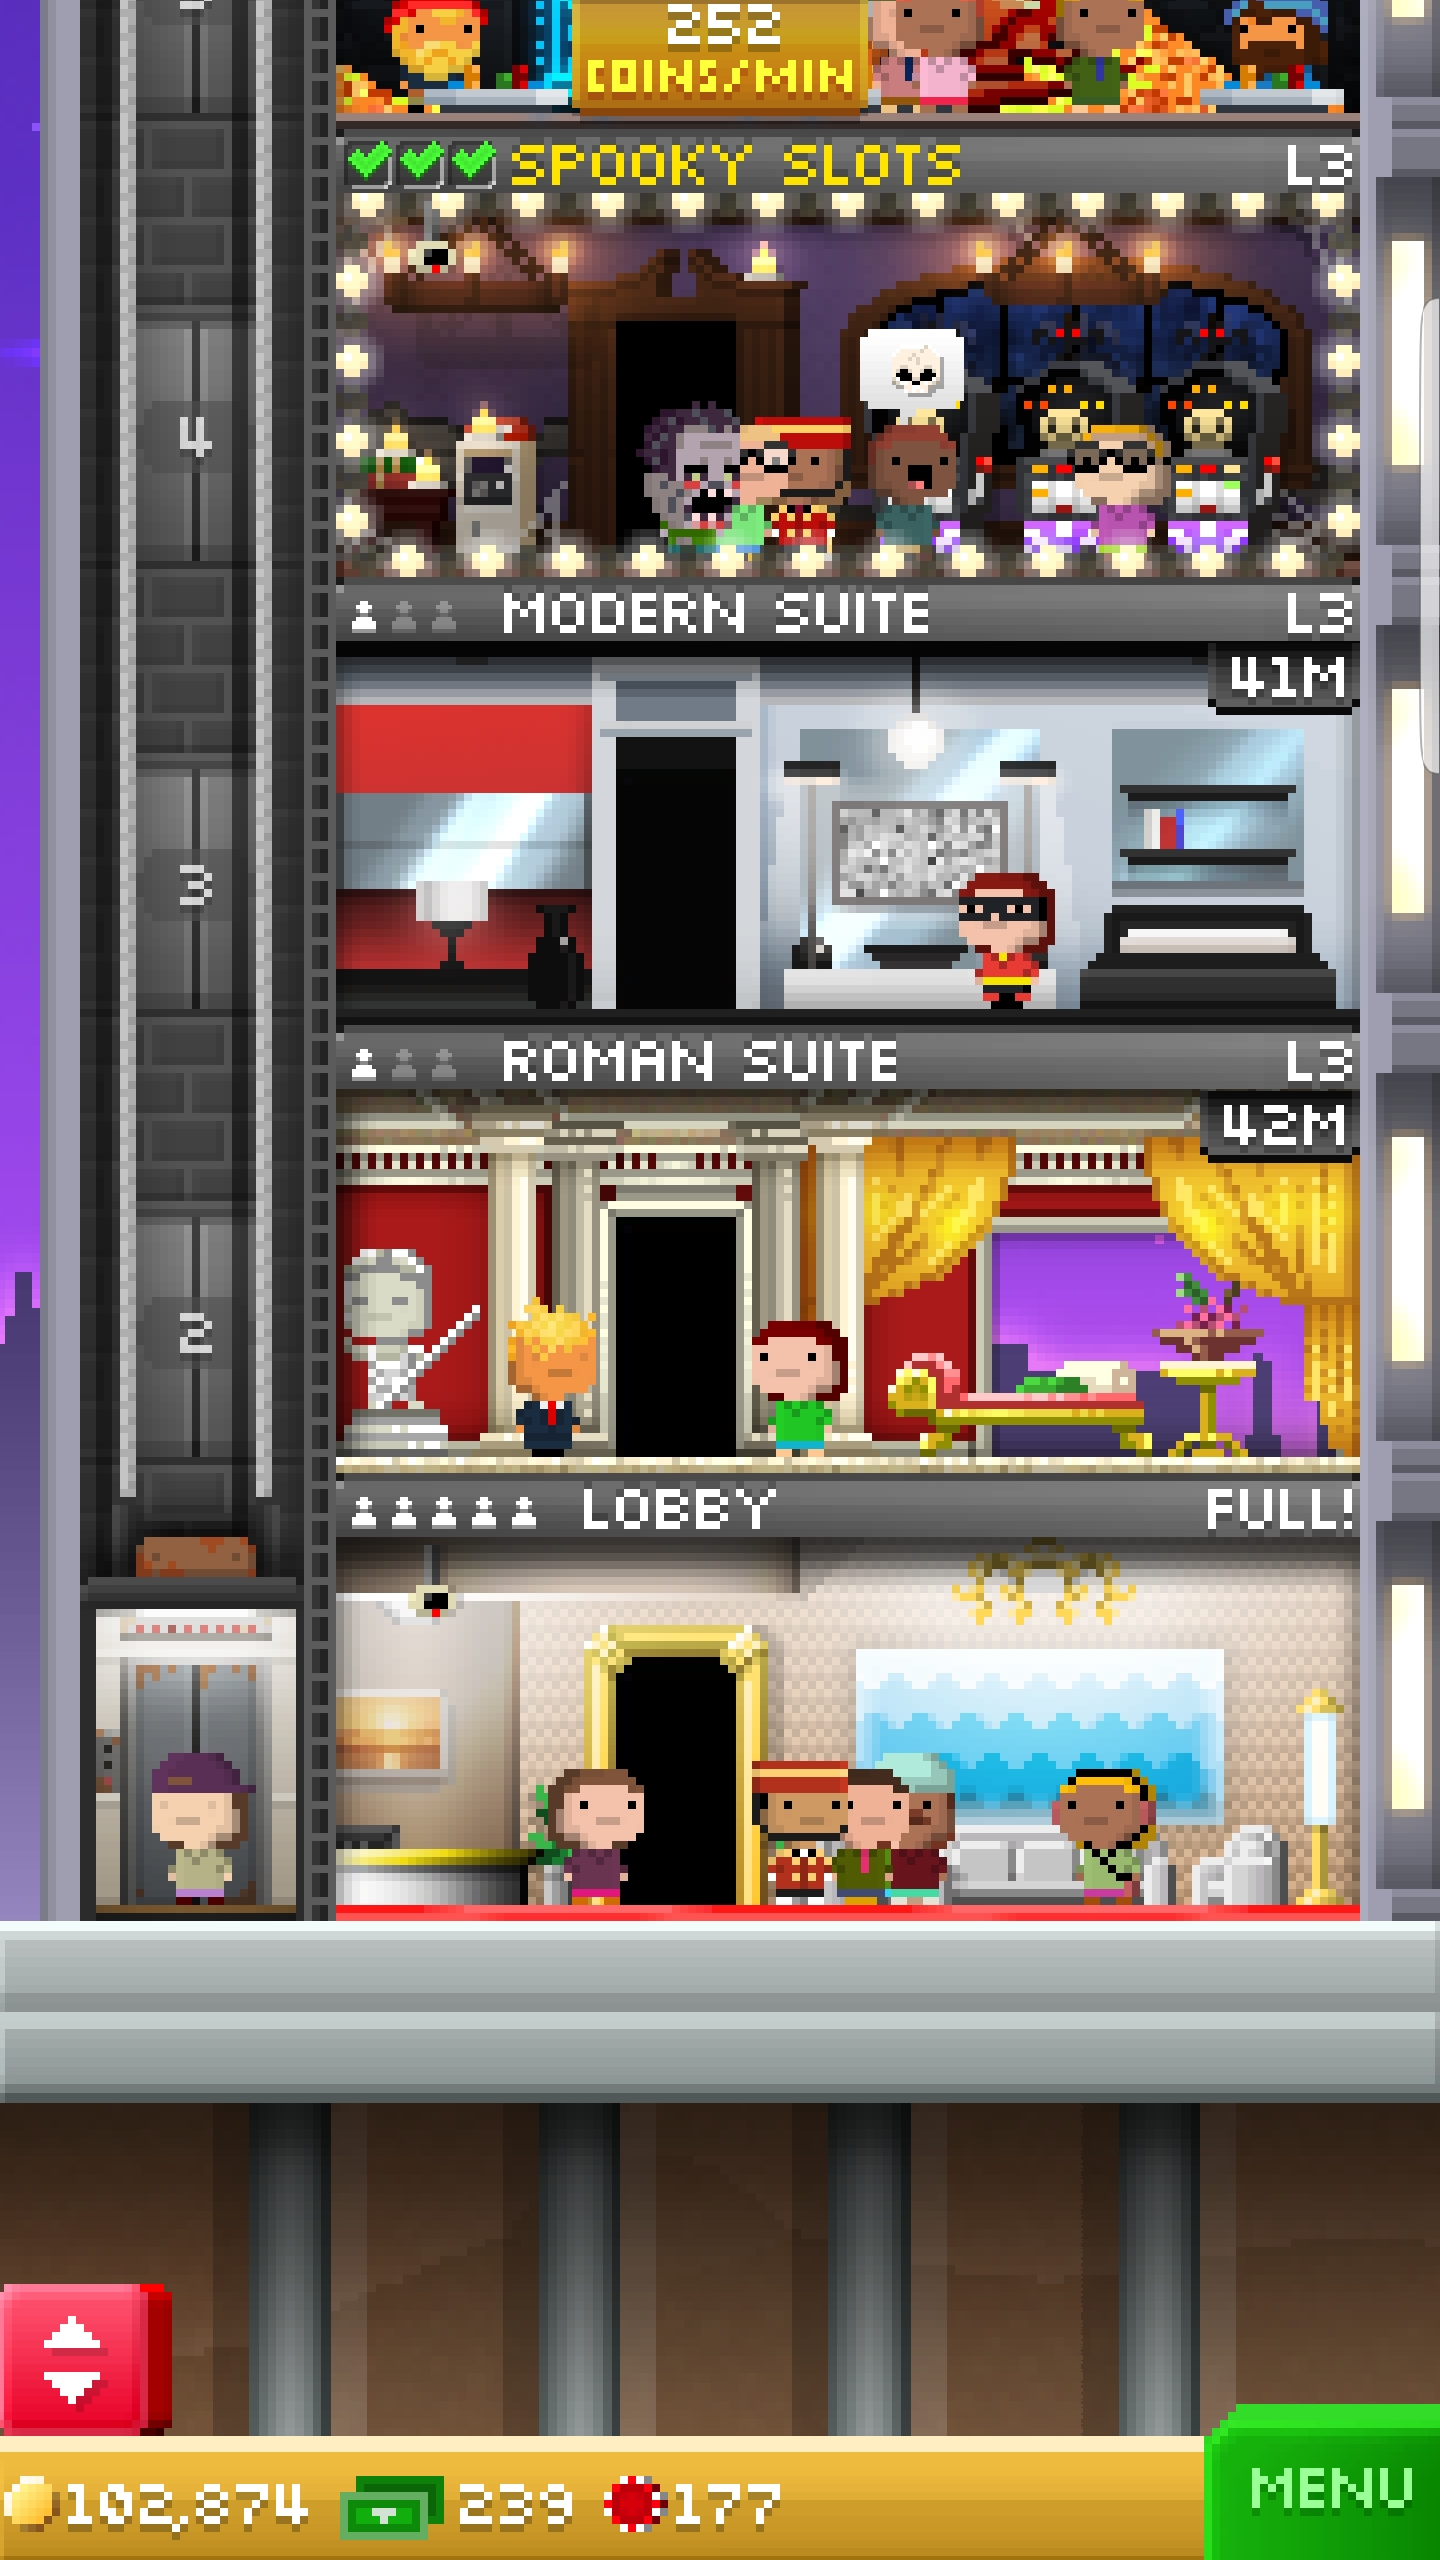 252
COINS/MIN
SPOOKY SLOTS L3
4
MODERN SUITE L3
41M
3
ROMAN SUITE L3
42M
2
LOBBY FULL!
102,874 239 177
MENU